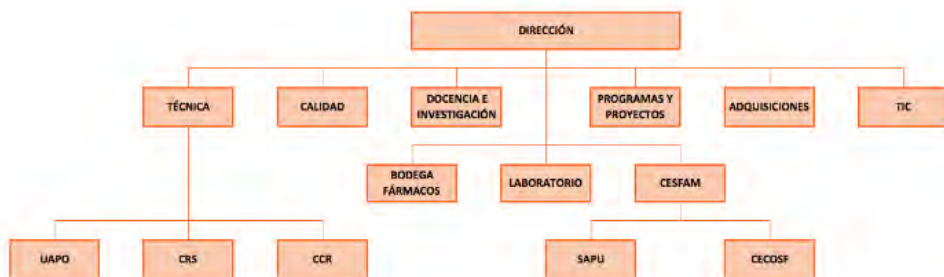 DIRECCIÓN
TÉCNICA
CALIDAD
DOCENCIA E
INVESTIGACIÓN
PROGRAMAS Y
PROYECTOS
ADQUISICIONES
TIC
BODEGA
FÁRMACOS
LABORATORIO
CESFAM
UAPO
CRS
CCR
SAPU
CECOSF